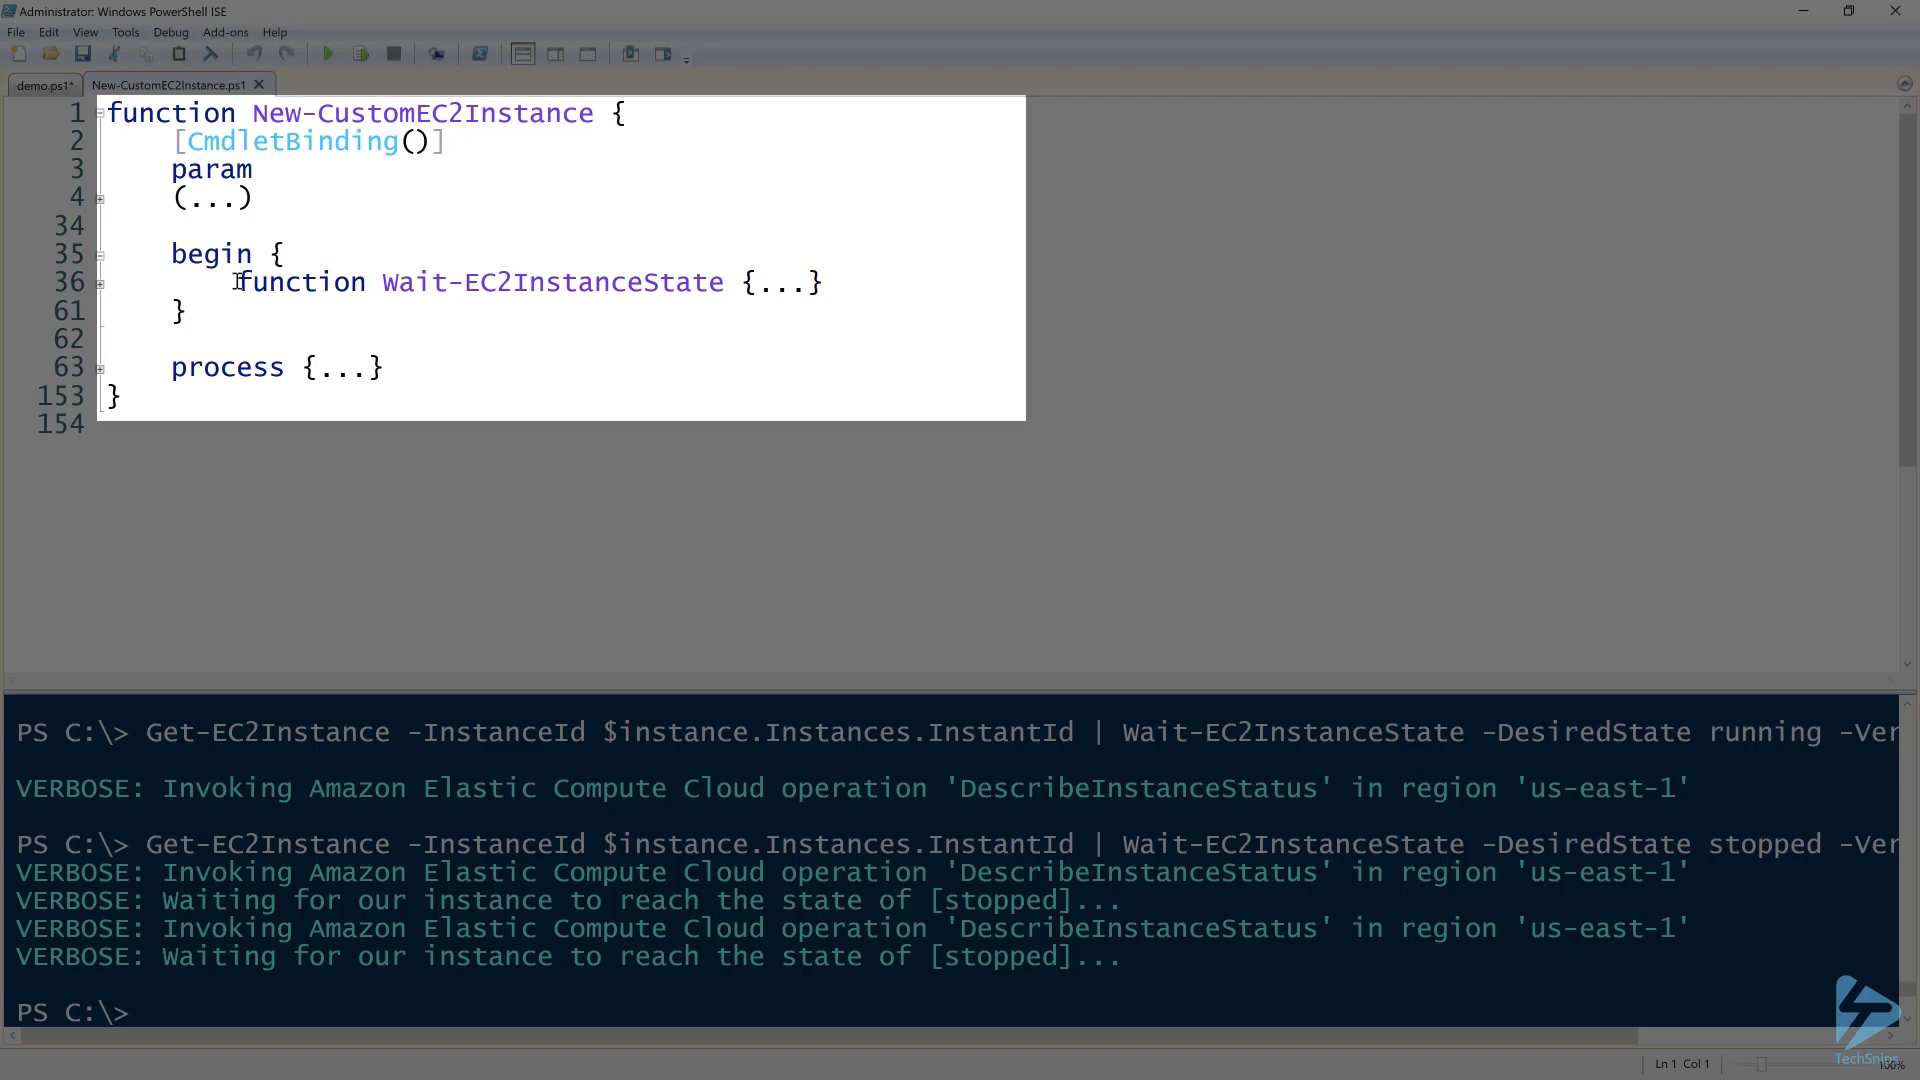 Administrator: Windows PowerShell ISE
File Edit View Tools Debug Add-ons Help
demo.ps1* New-CustomEC2Instance.ps1
1 function New-CustomEC2Instance {
2 [CmdletBinding()]
3 param
4 (...)
34
35 begin {
36 function Wait-EC2InstanceState {...}
61 }
62
63 process {...}
153 }
154
PS C:\> Get-EC2Instance -InstanceId $instance.Instances.InstantId | Wait-EC2InstanceState -DesiredState running -Ver
VERBOSE: Invoking Amazon Elastic Compute Cloud operation 'DescribeInstanceStatus' in region 'us-east-1'
PS C:\> Get-EC2Instance -InstanceId $instance.Instances.InstantId | Wait-EC2InstanceState -DesiredState stopped -Ver
VERBOSE: Invoking Amazon Elastic Compute Cloud operation 'DescribeInstanceStatus' in region 'us-east-1'
VERBOSE: Waiting for our instance to reach the state of [stopped]...
VERBOSE: Invoking Amazon Elastic Compute Cloud operation 'DescribeInstanceStatus' in region 'us-east-1'
VERBOSE: Waiting for our instance to reach the state of [stopped]...
PS C:\>
Ln 1 Col 1 100%
TechSnips